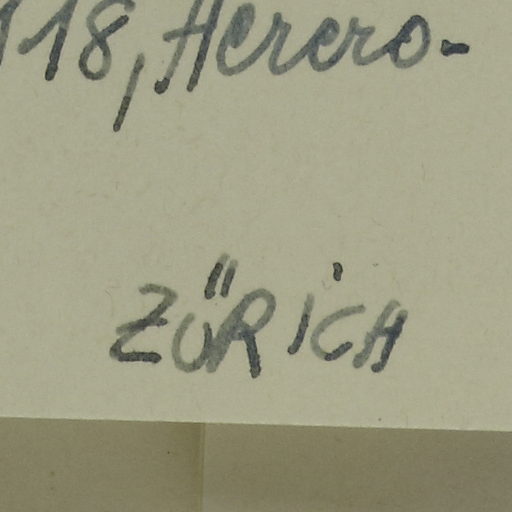 118, Herero-
ZÜRiCH